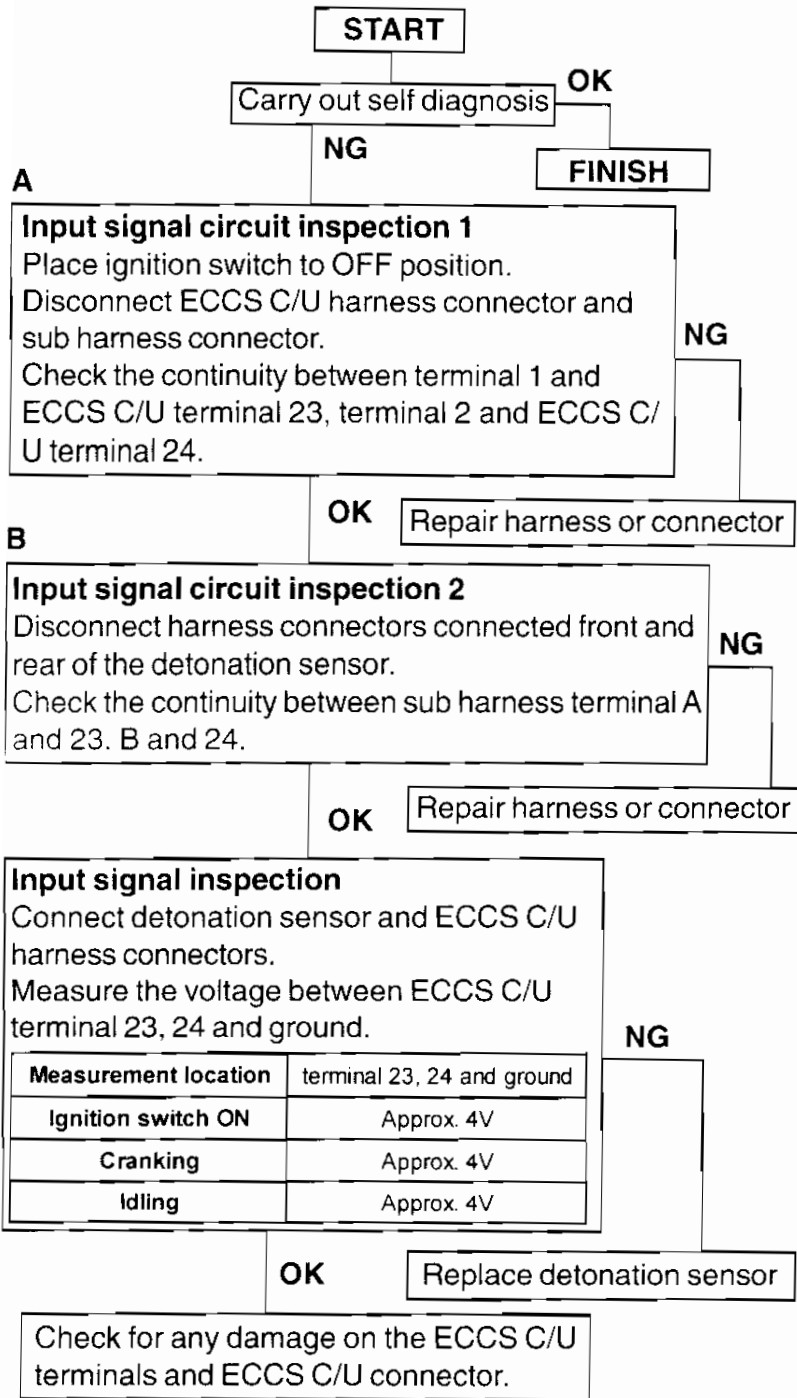 START
Carry out self diagnosis
OK
NG
FINISH
A
Input signal circuit inspection 1
Place ignition switch to OFF position.
Disconnect ECCS C/U harness connector and
sub harness connector.
Check the continuity between terminal 1 and
ECCS C/U terminal 23, terminal 2 and ECCS C/
U terminal 24.
NG
OK
Repair harness or connector
B
Input signal circuit inspection 2
Disconnect harness connectors connected front and
rear of the detonation sensor.
Check the continuity between sub harness terminal A
and 23. B and 24.
NG
OK
Repair harness or connector
Input signal inspection
Connect detonation sensor and ECCS C/U
harness connectors.
Measure the voltage between ECCS C/U
terminal 23, 24 and ground.
Measurement location terminal 23, 24 and ground
Ignition switch ON Approx. 4V
Cranking Approx. 4V
Idling Approx. 4V
NG
OK
Replace detonation sensor
Check for any damage on the ECCS C/U
terminals and ECCS C/U connector.